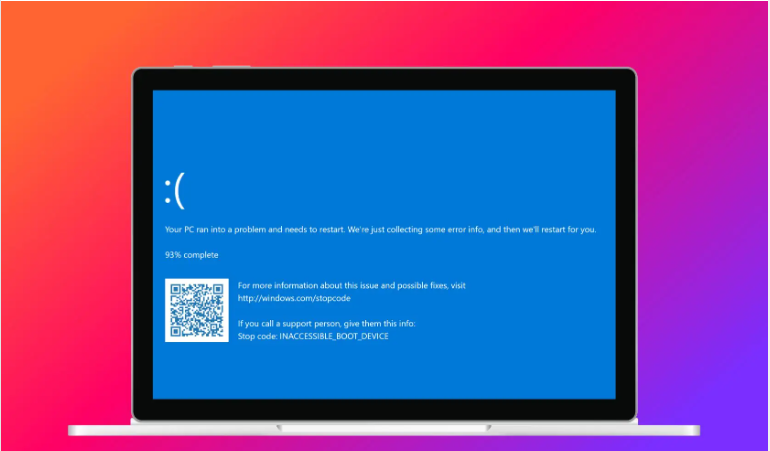 :(
Your PC ran into a problem and needs to restart. We're just collecting some error info, and then we'll restart for you.
93% complete
For more information about this issue and possible fixes, visit
http://windows.com/stopcode
If you call a support person, give them this info:
Stop code: INACCESSIBLE_BOOT_DEVICE